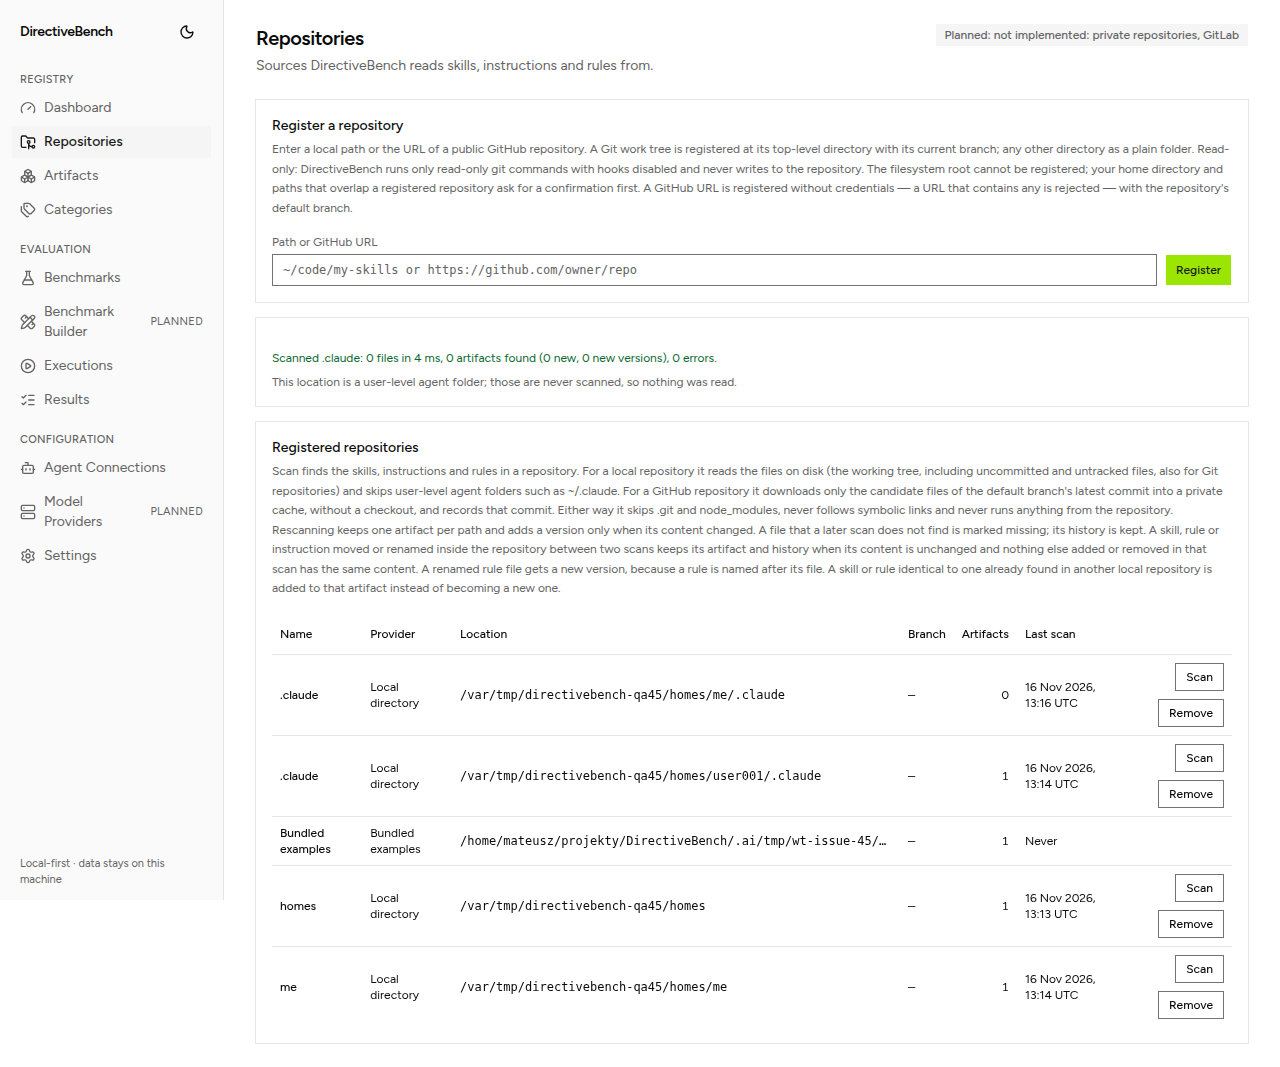 DirectiveBench
REGISTRY
Dashboard
Repositories
Artifacts
Categories
EVALUATION
Benchmarks
Benchmark
Builder
PLANNED
Executions
Results
CONFIGURATION
Agent Connections
Model
Providers
PLANNED
Settings
Local-first · data stays on this
machine
Repositories
Planned: not implemented: private repositories, GitLab
Sources DirectiveBench reads skills, instructions and rules from.
Register a repository
Enter a local path or the URL of a public GitHub repository. A Git work tree is registered at its top-level directory with its current branch; any other directory as a plain folder. Read-
only: DirectiveBench runs only read-only git commands with hooks disabled and never writes to the repository. The filesystem root cannot be registered; your home directory and
paths that overlap a registered repository ask for a confirmation first. A GitHub URL is registered without credentials — a URL that contains any is rejected — with the repository's
default branch.
Path or GitHub URL
~/code/my-skills or https://github.com/owner/repo
Register
Scanned .claude: 0 files in 4 ms, 0 artifacts found (0 new, 0 new versions), 0 errors.
This location is a user-level agent folder; those are never scanned, so nothing was read.
Registered repositories
Scan finds the skills, instructions and rules in a repository. For a local repository it reads the files on disk (the working tree, including uncommitted and untracked files, also for Git
repositories) and skips user-level agent folders such as ~/.claude. For a GitHub repository it downloads only the candidate files of the default branch's latest commit into a private
cache, without a checkout, and records that commit. Either way it skips .git and node_modules, never follows symbolic links and never runs anything from the repository.
Rescanning keeps one artifact per path and adds a version only when its content changed. A file that a later scan does not find is marked missing; its history is kept. A skill, rule or
instruction moved or renamed inside the repository between two scans keeps its artifact and history when its content is unchanged and nothing else added or removed in that
scan has the same content. A renamed rule file gets a new version, because a rule is named after its file. A skill or rule identical to one already found in another local repository is
added to that artifact instead of becoming a new one.
Name Provider Location Branch Artifacts Last scan
.claude Local directory /var/tmp/directivebench-qa45/homes/me/.claude – 0 16 Nov 2026, 13:16 UTC
Scan
Remove
.claude Local directory /var/tmp/directivebench-qa45/homes/user001/.claude – 1 16 Nov 2026, 13:14 UTC
Scan
Remove
Bundled examples Bundled examples /home/mateusz/projekty/DirectiveBench/.ai/tmp/wt-issue-45/… – 1 Never
homes Local directory /var/tmp/directivebench-qa45/homes – 1 16 Nov 2026, 13:13 UTC
Scan
Remove
me Local directory /var/tmp/directivebench-qa45/homes/me – 1 16 Nov 2026, 13:14 UTC
Scan
Remove